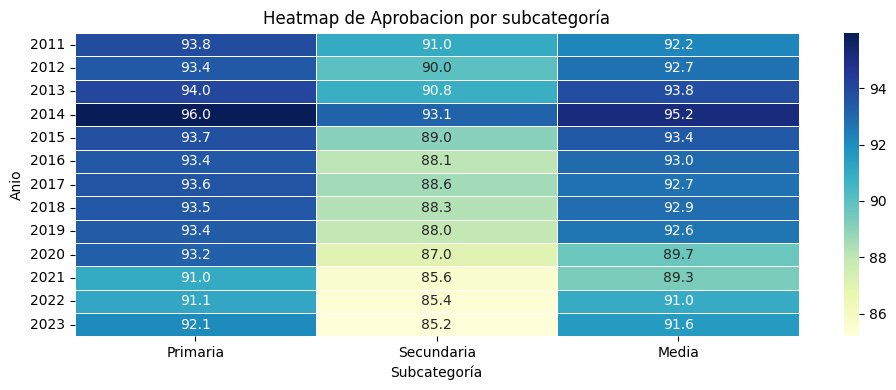 Heatmap de Aprobacion por subcategoría
2011 93.8 91.0 92.2
2012 93.4 90.0 92.7
2013 94.0 90.8 93.8
2014 96.0 93.1 95.2
2015 93.7 89.0 93.4
2016 93.4 88.1 93.0
2017 93.6 88.6 92.7
2018 93.5 88.3 92.9
2019 93.4 88.0 92.6
2020 93.2 87.0 89.7
2021 91.0 85.6 89.3
2022 91.1 85.4 91.0
2023 92.1 85.2 91.6
Primaria Secundaria Media
Subcategoría
Anio
94
92
90
88
86